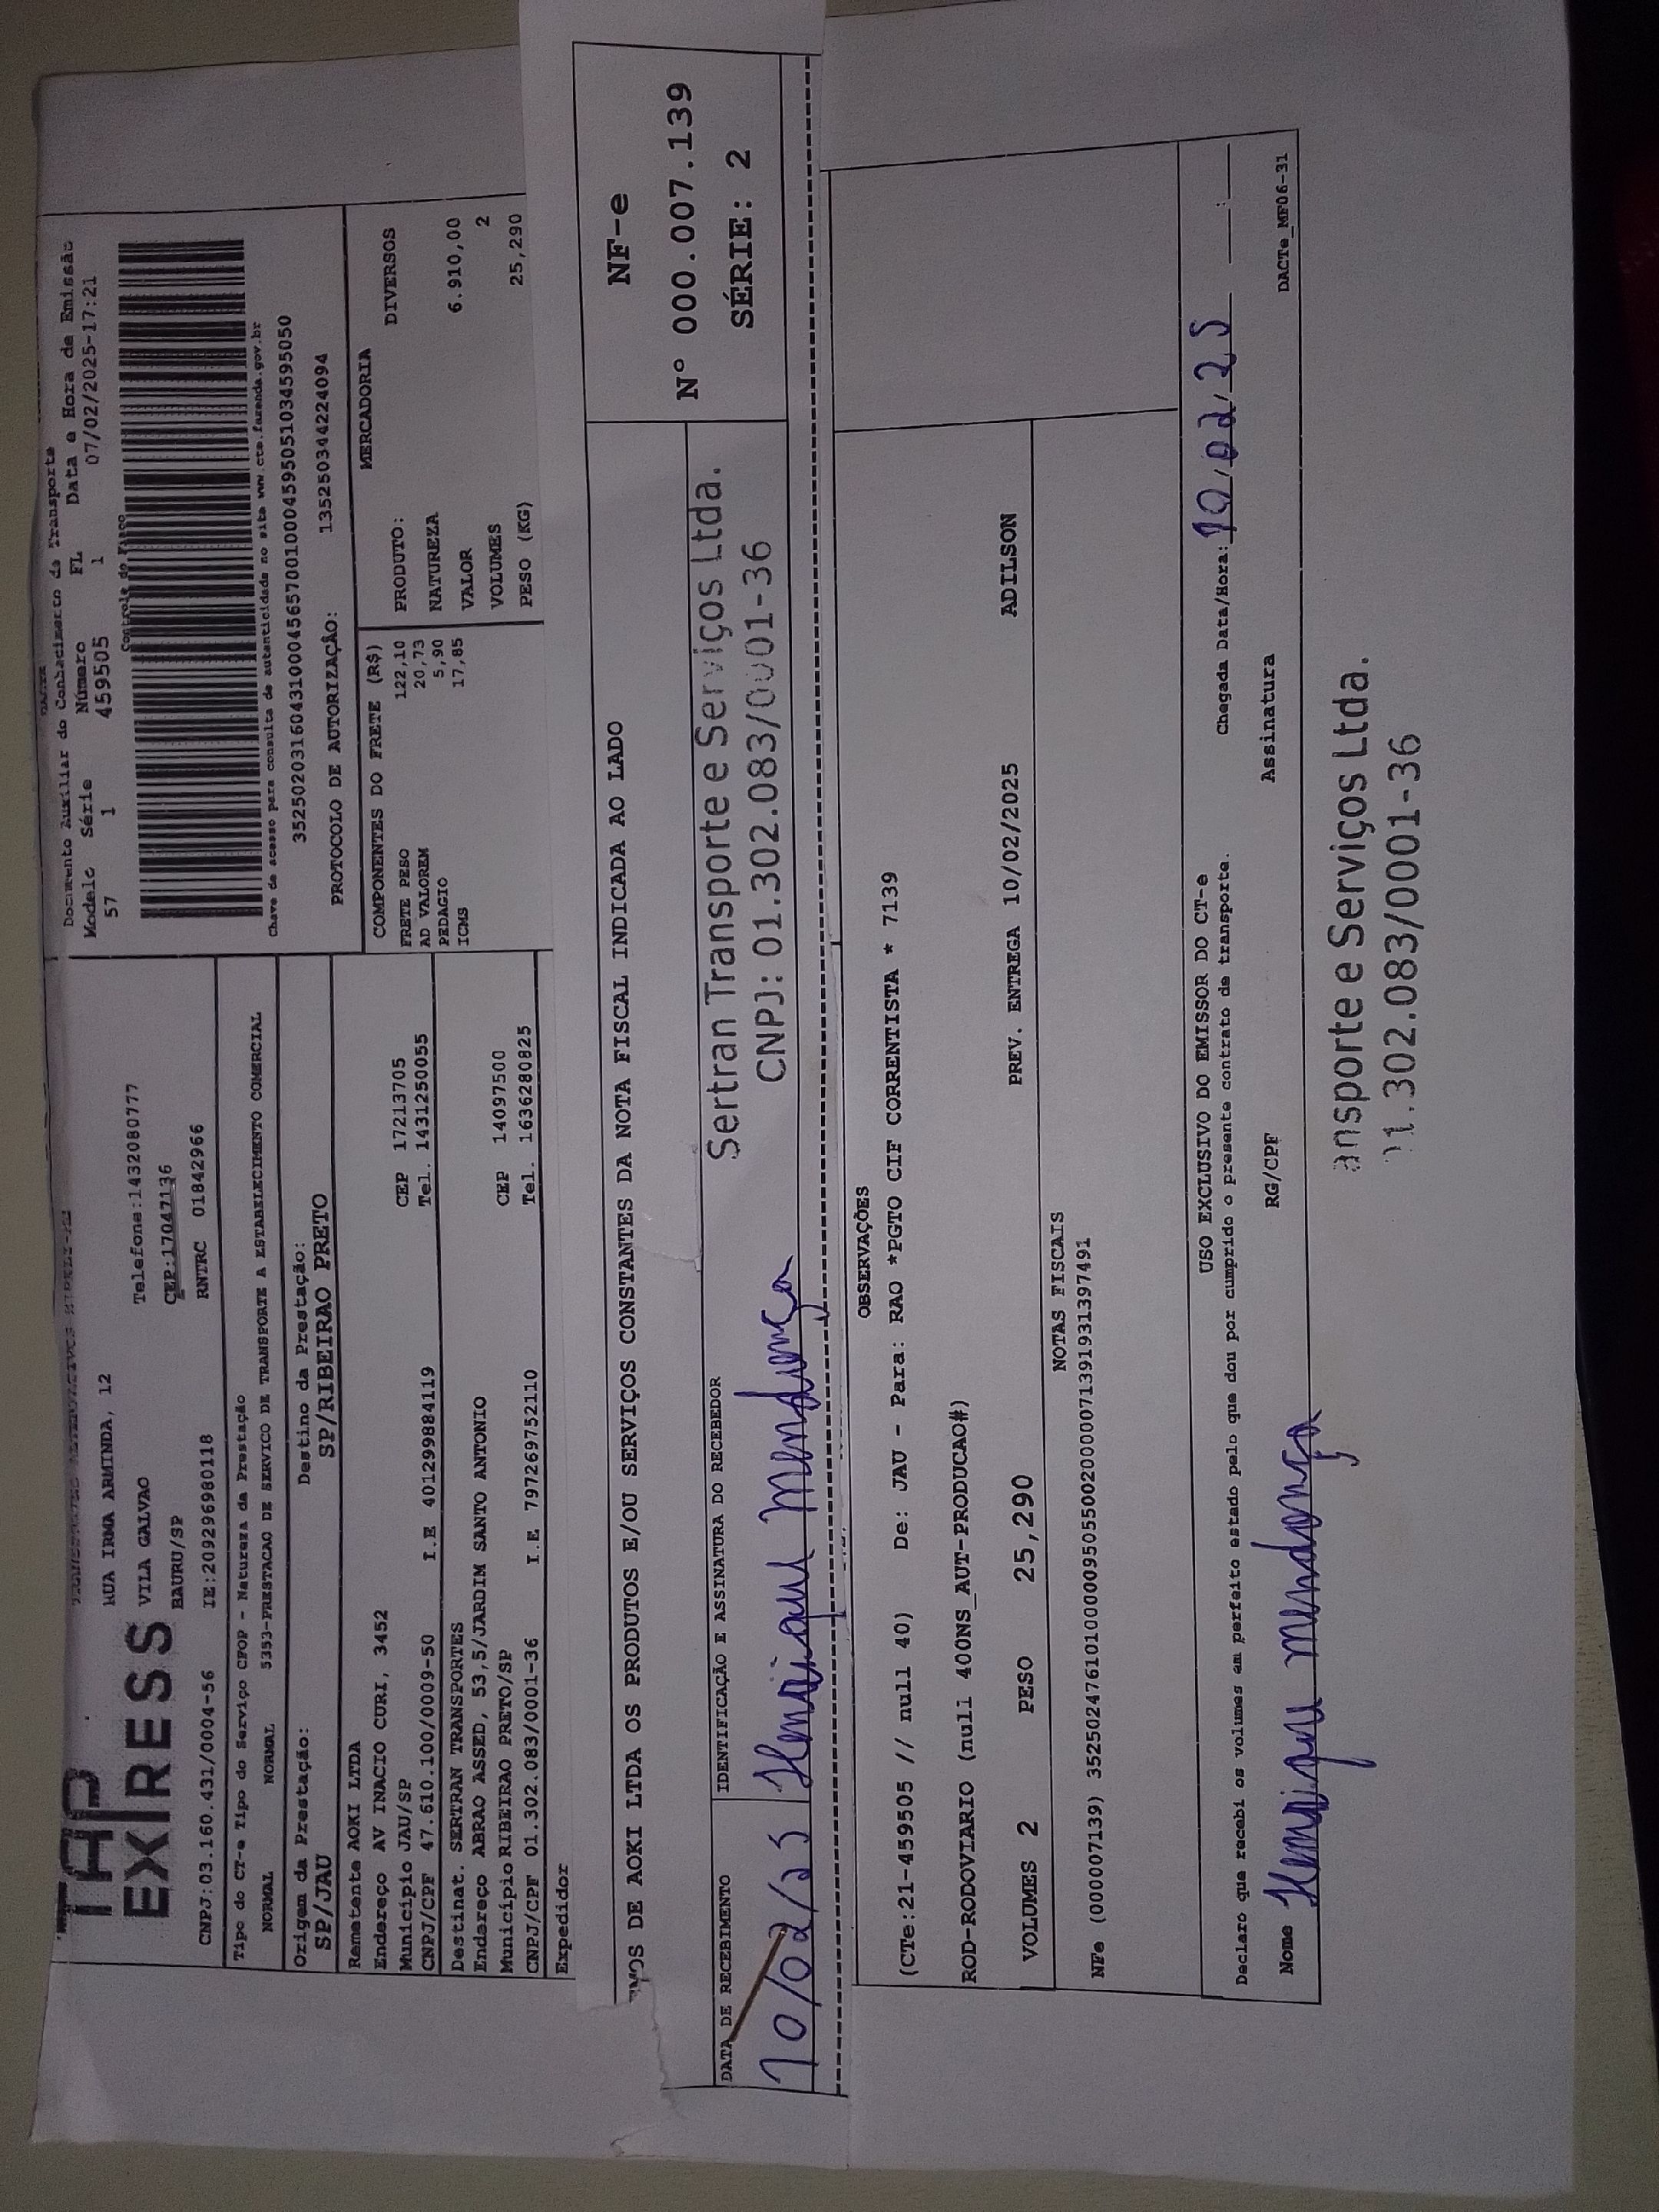 TAP
EXPRESS
RUA IRMA ARMINDA, 12
VILA GALVAO Telefone:1432080777
BAURU/SP CEP:17047136
CNPJ:03.160.431/0004-56 IE:209296980118 RNTRC 01842966
Documento Auxiliar do Conhecimento de Transporte
Modelo Série Número FL Data e Hora de Emissão
57 1 459505 1 07/02/2025-17:21
Controle do Fisco
Chave de acesso para consulta de autenticidade no site www.cte.fazenda.gov.br
35250203160431000456570010004595051034595050
PROTOCOLO DE AUTORIZAÇÃO: 135250344224094
Tipo do CT-e Tipo do Serviço CFOP - Natureza da Prestação
NORMAL NORMAL 5353-PRESTACAO DE SERVICO DE TRANSPORTE A ESTABELECIMENTO COMERCIAL
Origem da Prestação: Destino da Prestação:
SP/JAU SP/RIBEIRAO PRETO
Remetente AOKI LTDA
Endereço AV INACIO CURI, 3452
Município JAU/SP CEP 17213705
CNPJ/CPF 47.610.100/0009-50 I.E 401299884119 Tel. 1431250055
Destinat. SERTRAN TRANSPORTES
Endereço ABRAO ASSED, 53,5/JARDIM SANTO ANTONIO
Município RIBEIRAO PRETO/SP CEP 14097500
CNPJ/CPF 01.302.083/0001-36 I.E 797269752110 Tel. 1636280825
Expedidor
COMPONENTES DO FRETE (R$)
FRETE PESO 122,10
AD VALOREM 20,73
PEDAGIO 5,90
ICMS 17,85
MERCADORIA
PRODUTO: DIVERSOS
NATUREZA
VALOR 6.910,00
VOLUMES 2
PESO (KG) 25,290
EMOS DE AOKI LTDA OS PRODUTOS E/OU SERVIÇOS CONSTANTES DA NOTA FISCAL INDICADA AO LADO
NF-e
Nº 000.007.139
SÉRIE: 2
DATA DE RECEBIMENTO IDENTIFICAÇÃO E ASSINATURA DO RECEBEDOR
10/02/25 Henrique Mendonça
Sertran Transporte e Serviços Ltda.
CNPJ: 01.302.083/0001-36
OBSERVAÇÕES
(CTe:21-459505 // null 40) De: JAU - Para: RAO *PGTO CIF CORRENTISTA * 7139
ROD-RODOVIARIO (null 400NS_AUT-PRODUCAO#)
VOLUMES 2 PESO 25,290 PREV. ENTREGA 10/02/2025 ADILSON
NOTAS FISCAIS
NFe (000007139) 35250247610100000950550020000071391931397491
USO EXCLUSIVO DO EMISSOR DO CT-e
Declaro que recebi os volumes em perfeito estado pelo que dou por cumprido o presente contrato de transporte. Chegada Data/Hora: 10/02/25 :
Nome Henrique Mendonça RG/CPF Assinatura
DACTe_MF06-31
ansporte e Serviços Ltda.
01.302.083/0001-36